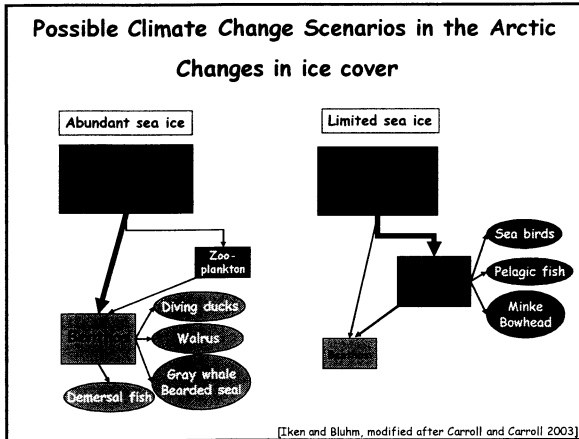 Possible Climate Change Scenarios in the Arctic
Changes in ice cover
Abundant sea ice
Limited sea ice
Zoo-
plankton
Diving ducks
Walrus
Gray whale
Bearded seal
Demersal fish
Sea birds
Pelagic fish
Minke
Bowhead
[Iken and Bluhm, modified after Carroll and Carroll 2003]